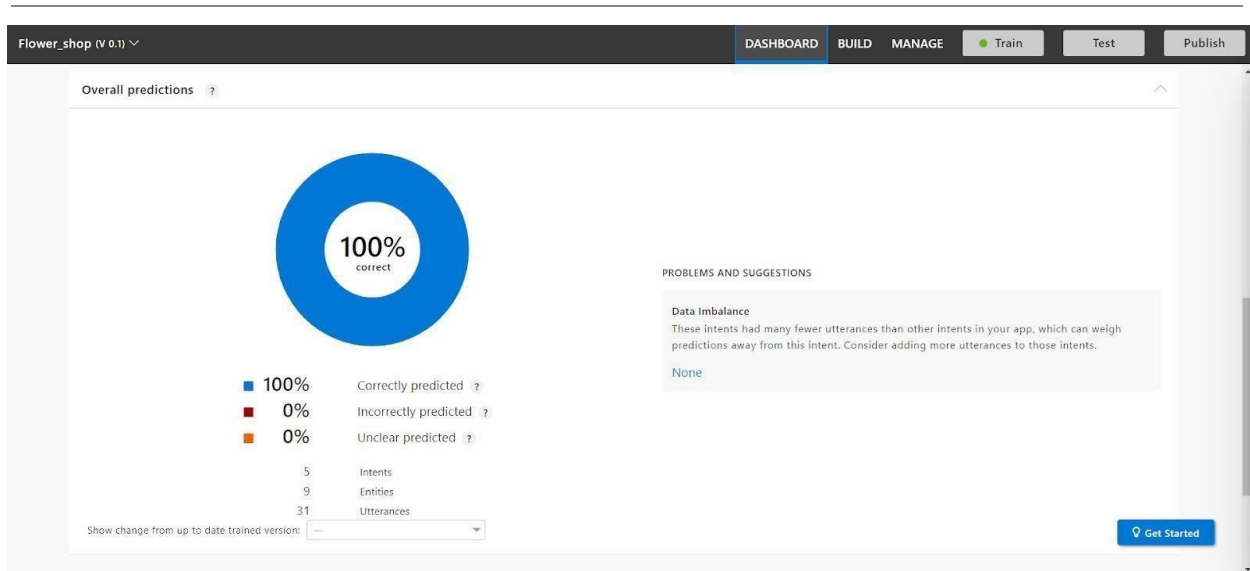 Flower_shop (V 0.1)
DASHBOARD BUILD MANAGE Train Test Publish
Overall predictions ?
100%
correct
100% Correctly predicted ?
0% Incorrectly predicted ?
0% Unclear predicted ?
5 Intents
9 Entities
31 Utterances
Show change from up to date trained version: —
PROBLEMS AND SUGGESTIONS
Data Imbalance
These intents had many fewer utterances than other intents in your app, which can weigh
predictions away from this intent. Consider adding more utterances to those intents.
None
Get Started